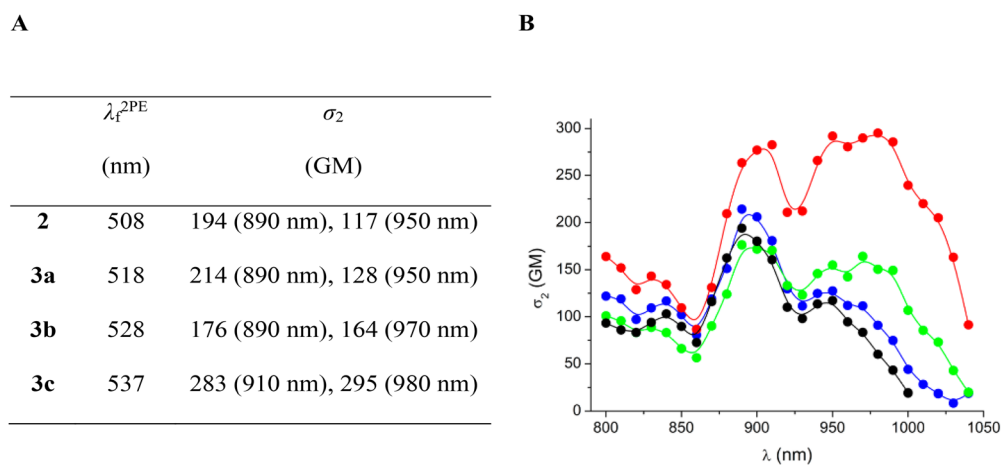 A
B
λf2PE
(nm)
σ2
(GM)
2 508 194 (890 nm), 117 (950 nm)
3a 518 214 (890 nm), 128 (950 nm)
3b 528 176 (890 nm), 164 (970 nm)
3c 537 283 (910 nm), 295 (980 nm)
σ2 (GM)
300
250
200
150
100
50
0
800 850 900 950 1000 1050
λ (nm)